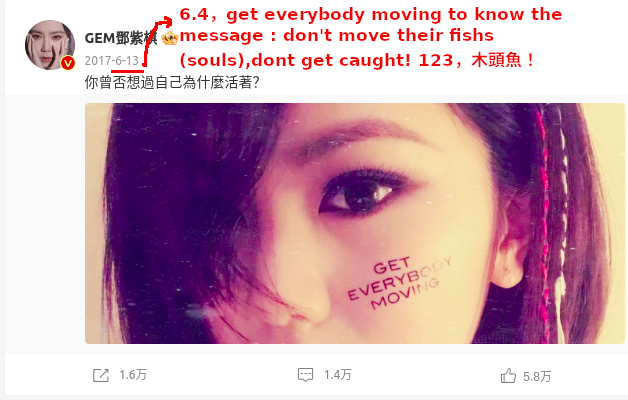 6.4，get everybody moving to know the
message : don't move their fishs
(souls),dont get caught! 123，木頭魚！
GEM鄧紫棋
2017-6-13
你曾否想過自己為什麼活著？
GET
EVERYBODY
MOVING
1.6万
1.4万
5.8万